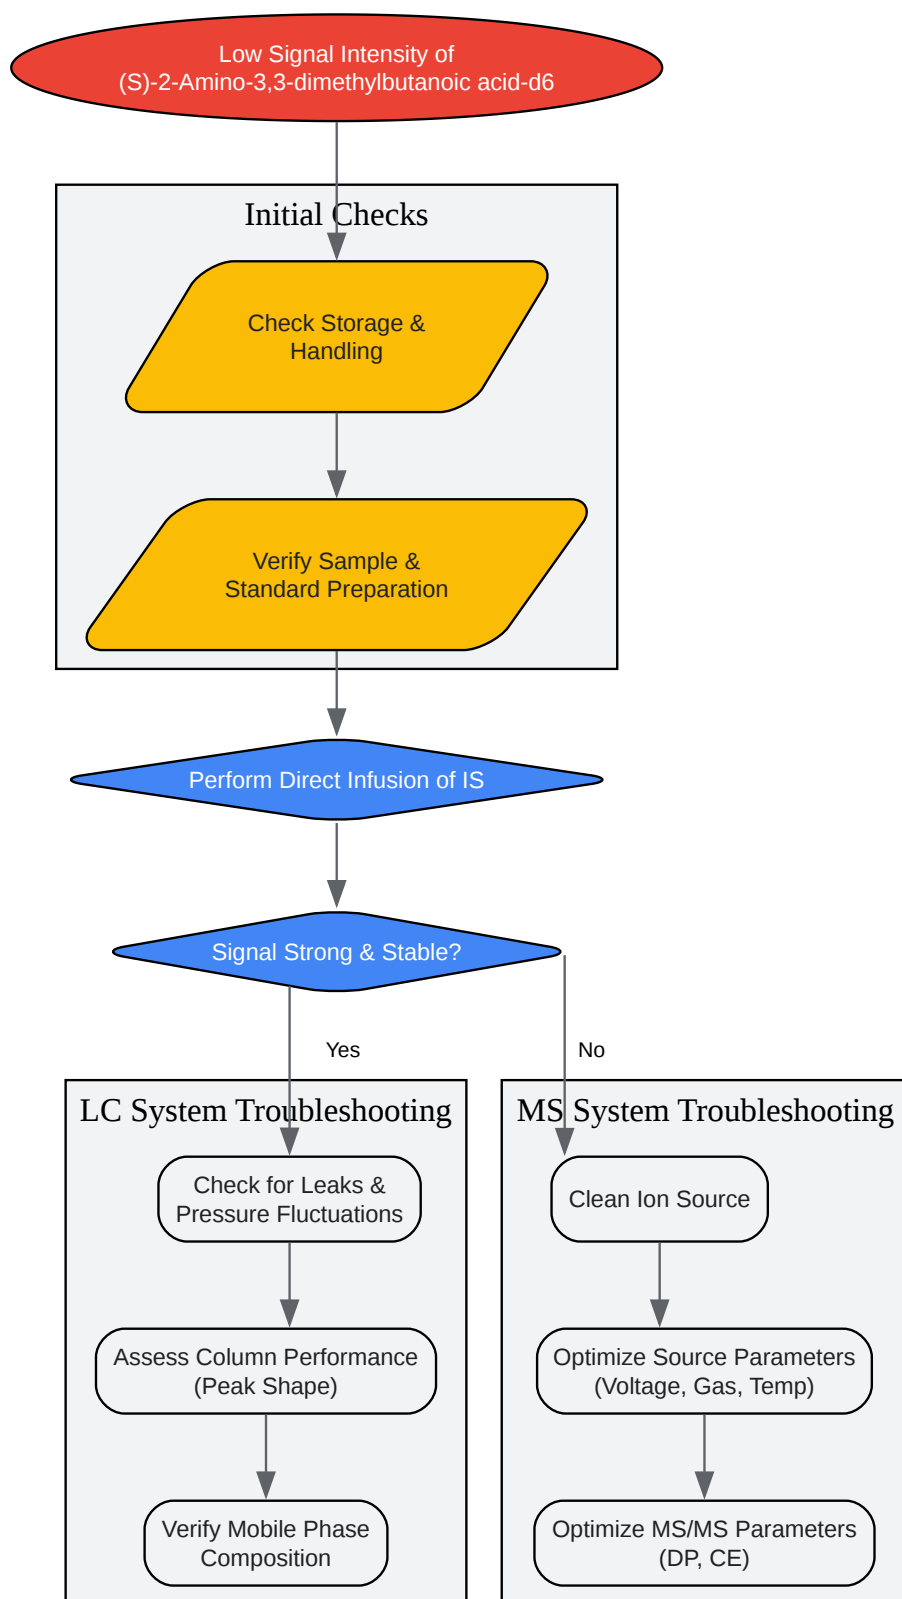 Low Signal Intensity of
(S)-2-Amino-3,3-dimethylbutanoic acid-d6
Initial Checks
Check Storage &
Handling
Verify Sample &
Standard Preparation
Perform Direct Infusion of IS
Signal Strong & Stable?
Yes
No
LC System Troubleshooting
Check for Leaks &
Pressure Fluctuations
Assess Column Performance
(Peak Shape)
Verify Mobile Phase
Composition
MS System Troubleshooting
Clean Ion Source
Optimize Source Parameters
(Voltage, Gas, Temp)
Optimize MS/MS Parameters
(DP, CE)